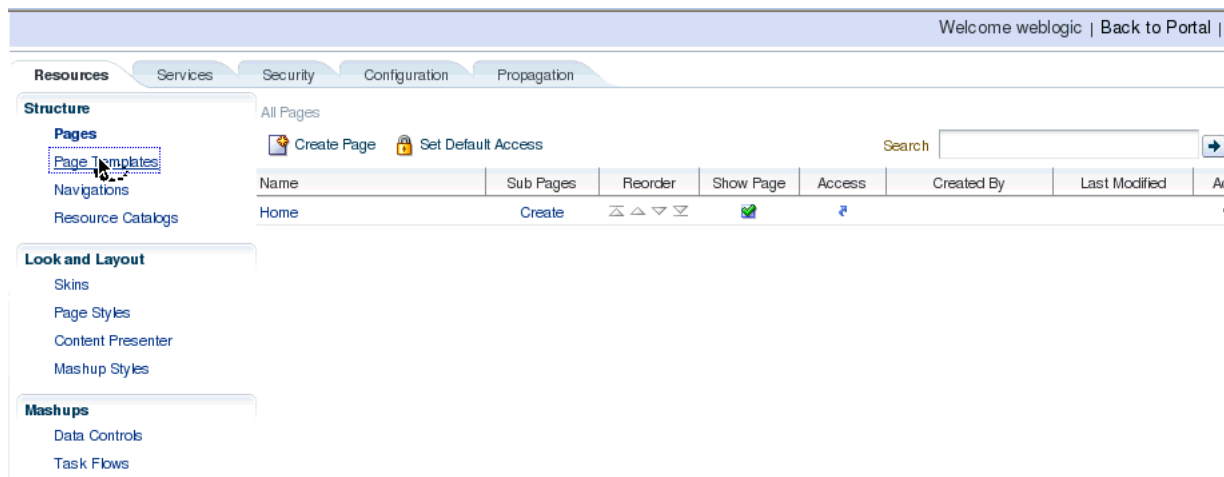 Welcome weblogic | Back to Portal |
Resources Services Security Configuration Propagation
Structure
Pages
Page Templates
Navigations
Resource Catalogs
Look and Layout
Skins
Page Styles
Content Presenter
Mashup Styles
Mashups
Data Controls
Task Flows
All Pages
Create Page Set Default Access Search
Name Sub Pages Reorder Show Page Access Created By Last Modified
Home Create